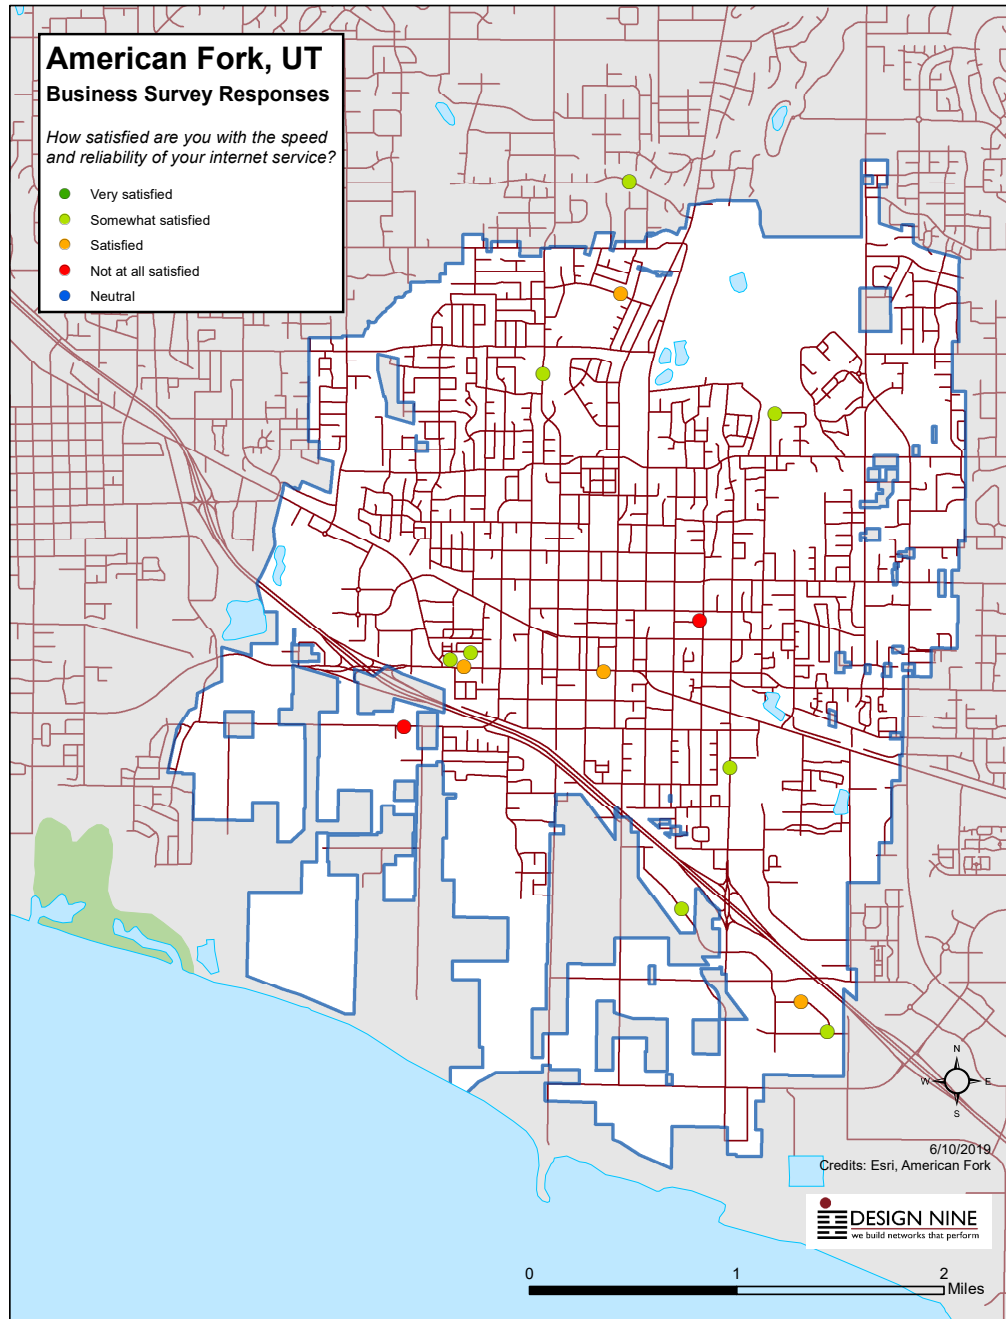 American Fork, UT
Business Survey Responses
How satisfied are you with the speed
and reliability of your internet service?
Very satisfied
Somewhat satisfied
Satisfied
Not at all satisfied
Neutral
N
W
E
S
6/10/2019
Credits: Esri, American Fork
DESIGN NINE
we build networks that perform
0
1
2
Miles